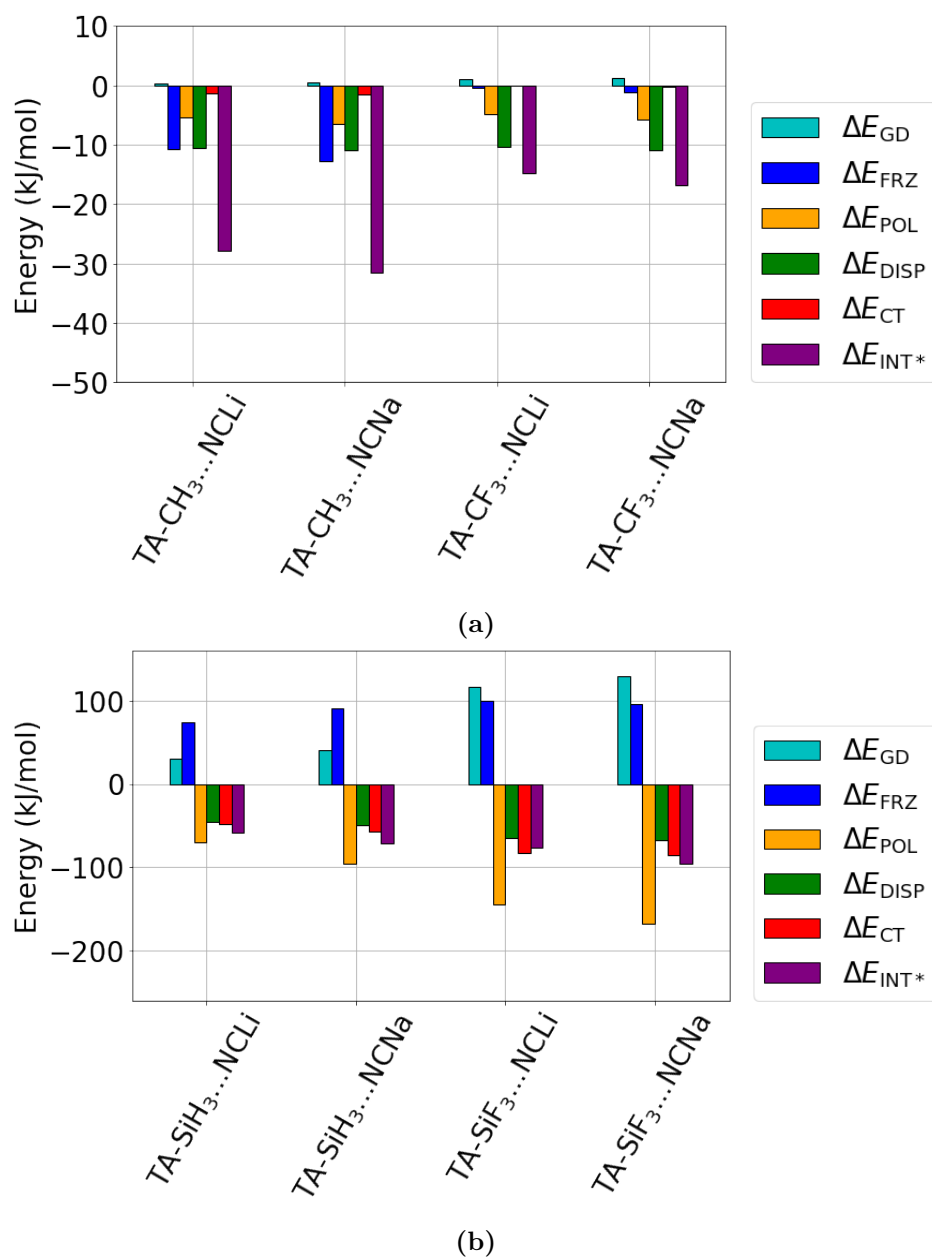 10
0
−10
−20
−30
−40
−50
Energy (kJ/mol)
TA-CH₃...NCLi
TA-CH₃...NCNa
TA-CF₃...NCLi
TA-CF₃...NCNa
ΔE_GD
ΔE_FRZ
ΔE_POL
ΔE_DISP
ΔE_CT
ΔE_INT*
(a)
100
0
−100
−200
Energy (kJ/mol)
TA-SiH₃...NCLi
TA-SiH₃...NCNa
TA-SiF₃...NCLi
TA-SiF₃...NCNa
ΔE_GD
ΔE_FRZ
ΔE_POL
ΔE_DISP
ΔE_CT
ΔE_INT*
(b)